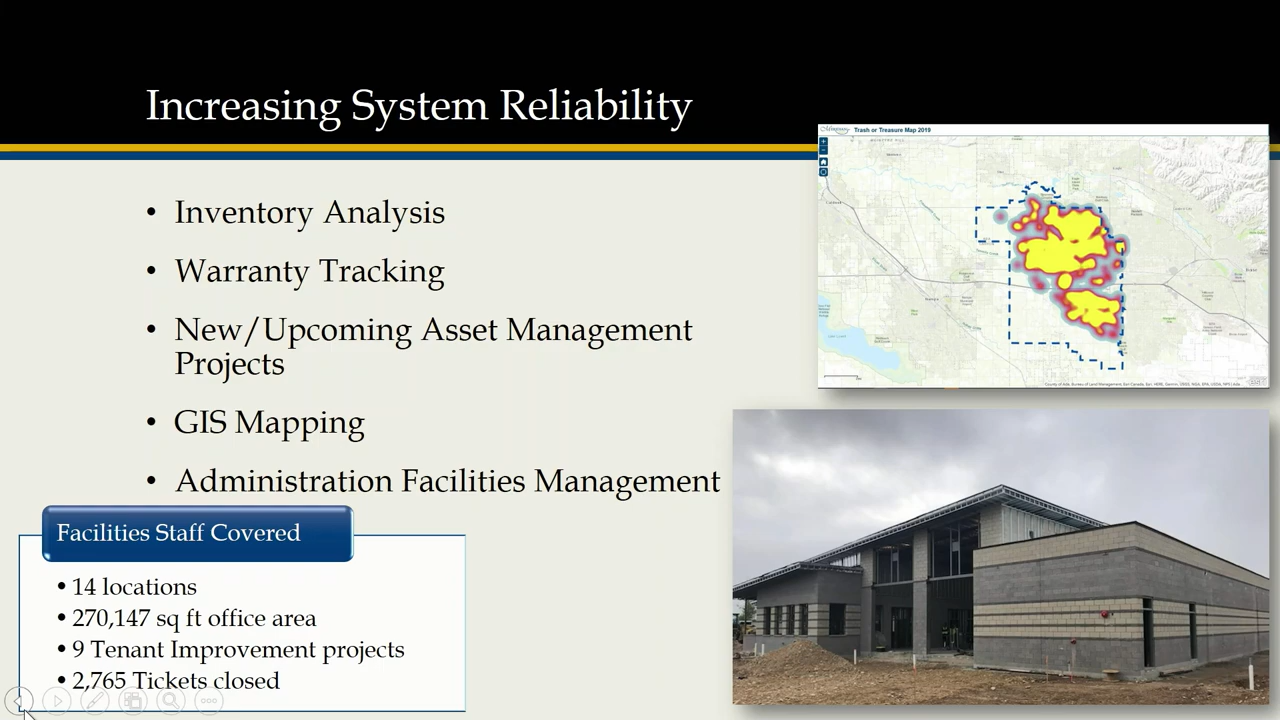 Increasing System Reliability
• Inventory Analysis
• Warranty Tracking
• New/Upcoming Asset Management
Projects
• GIS Mapping
• Administration Facilities Management
Trash or Treasure Map 2019
Facilities Staff Covered
• 14 locations
• 270,147 sq ft office area
• 9 Tenant Improvement projects
• 2,765 Tickets closed